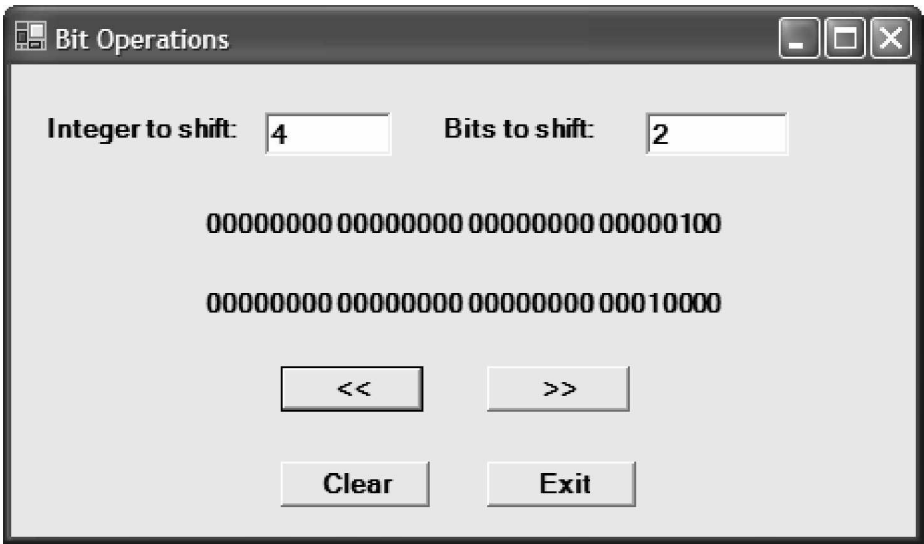 Bit Operations
Integer to shift: 4 Bits to shift: 2
00000000 00000000 00000000 00000100
00000000 00000000 00000000 00010000
<< >>
Clear Exit